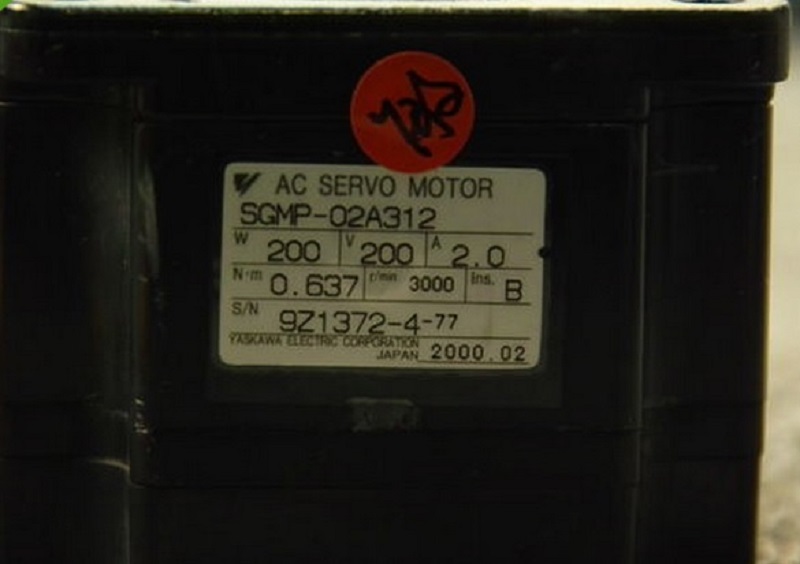 AC SERVO MOTOR
SGMP-02A312
W 200 V 200 A 2.0
N·m 0.637 r/min 3000 Ins. B
S/N 9Z1372-4-77
YASKAWA ELECTRIC CORPORATION
JAPAN 2000.02